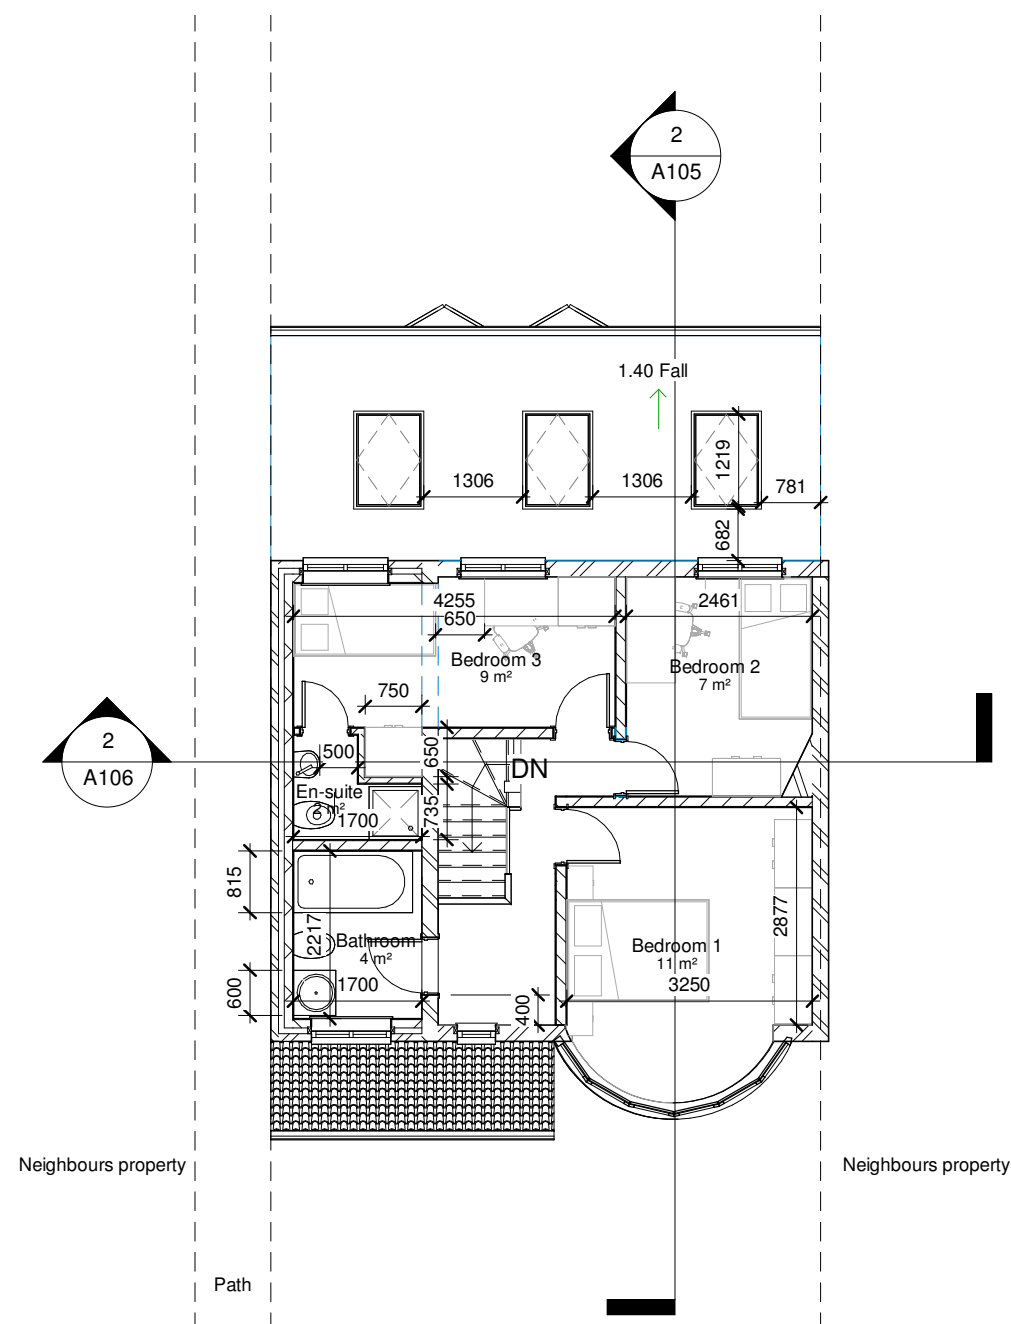 2
A105
1.40 Fall
1219
1306
1306
781
682
4255
2461
650
Bedroom 3
9 m²
Bedroom 2
7 m²
750
2
A106
500
650
DN
En-suite
2 m²
1700
735
815
2217
Bathroom
4 m²
2877
Bedroom 1
11 m²
600
1700
3250
400
Neighbours property
Neighbours property
Path